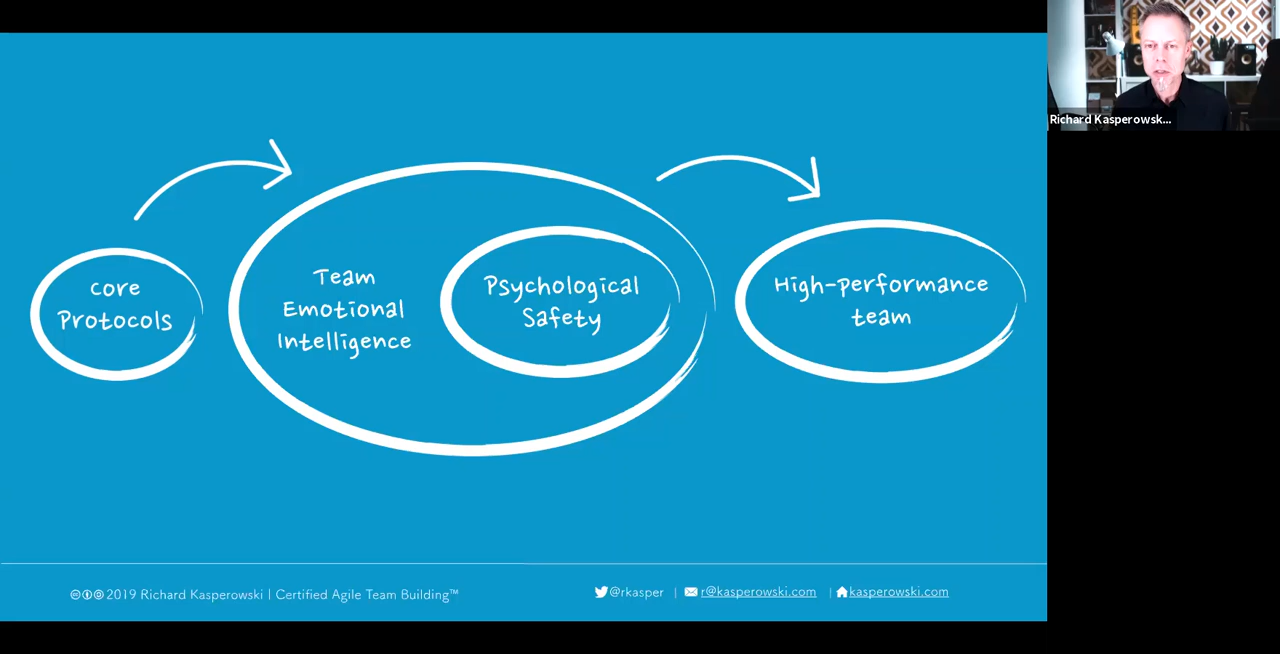 Richard Kasperowsk...
Core
Protocols
Team
Emotional
Intelligence
Psychological
Safety
High-performance
team
2019 Richard Kasperowski | Certified Agile Team Building™
@rkasper | r@kasperowski.com | kasperowski.com